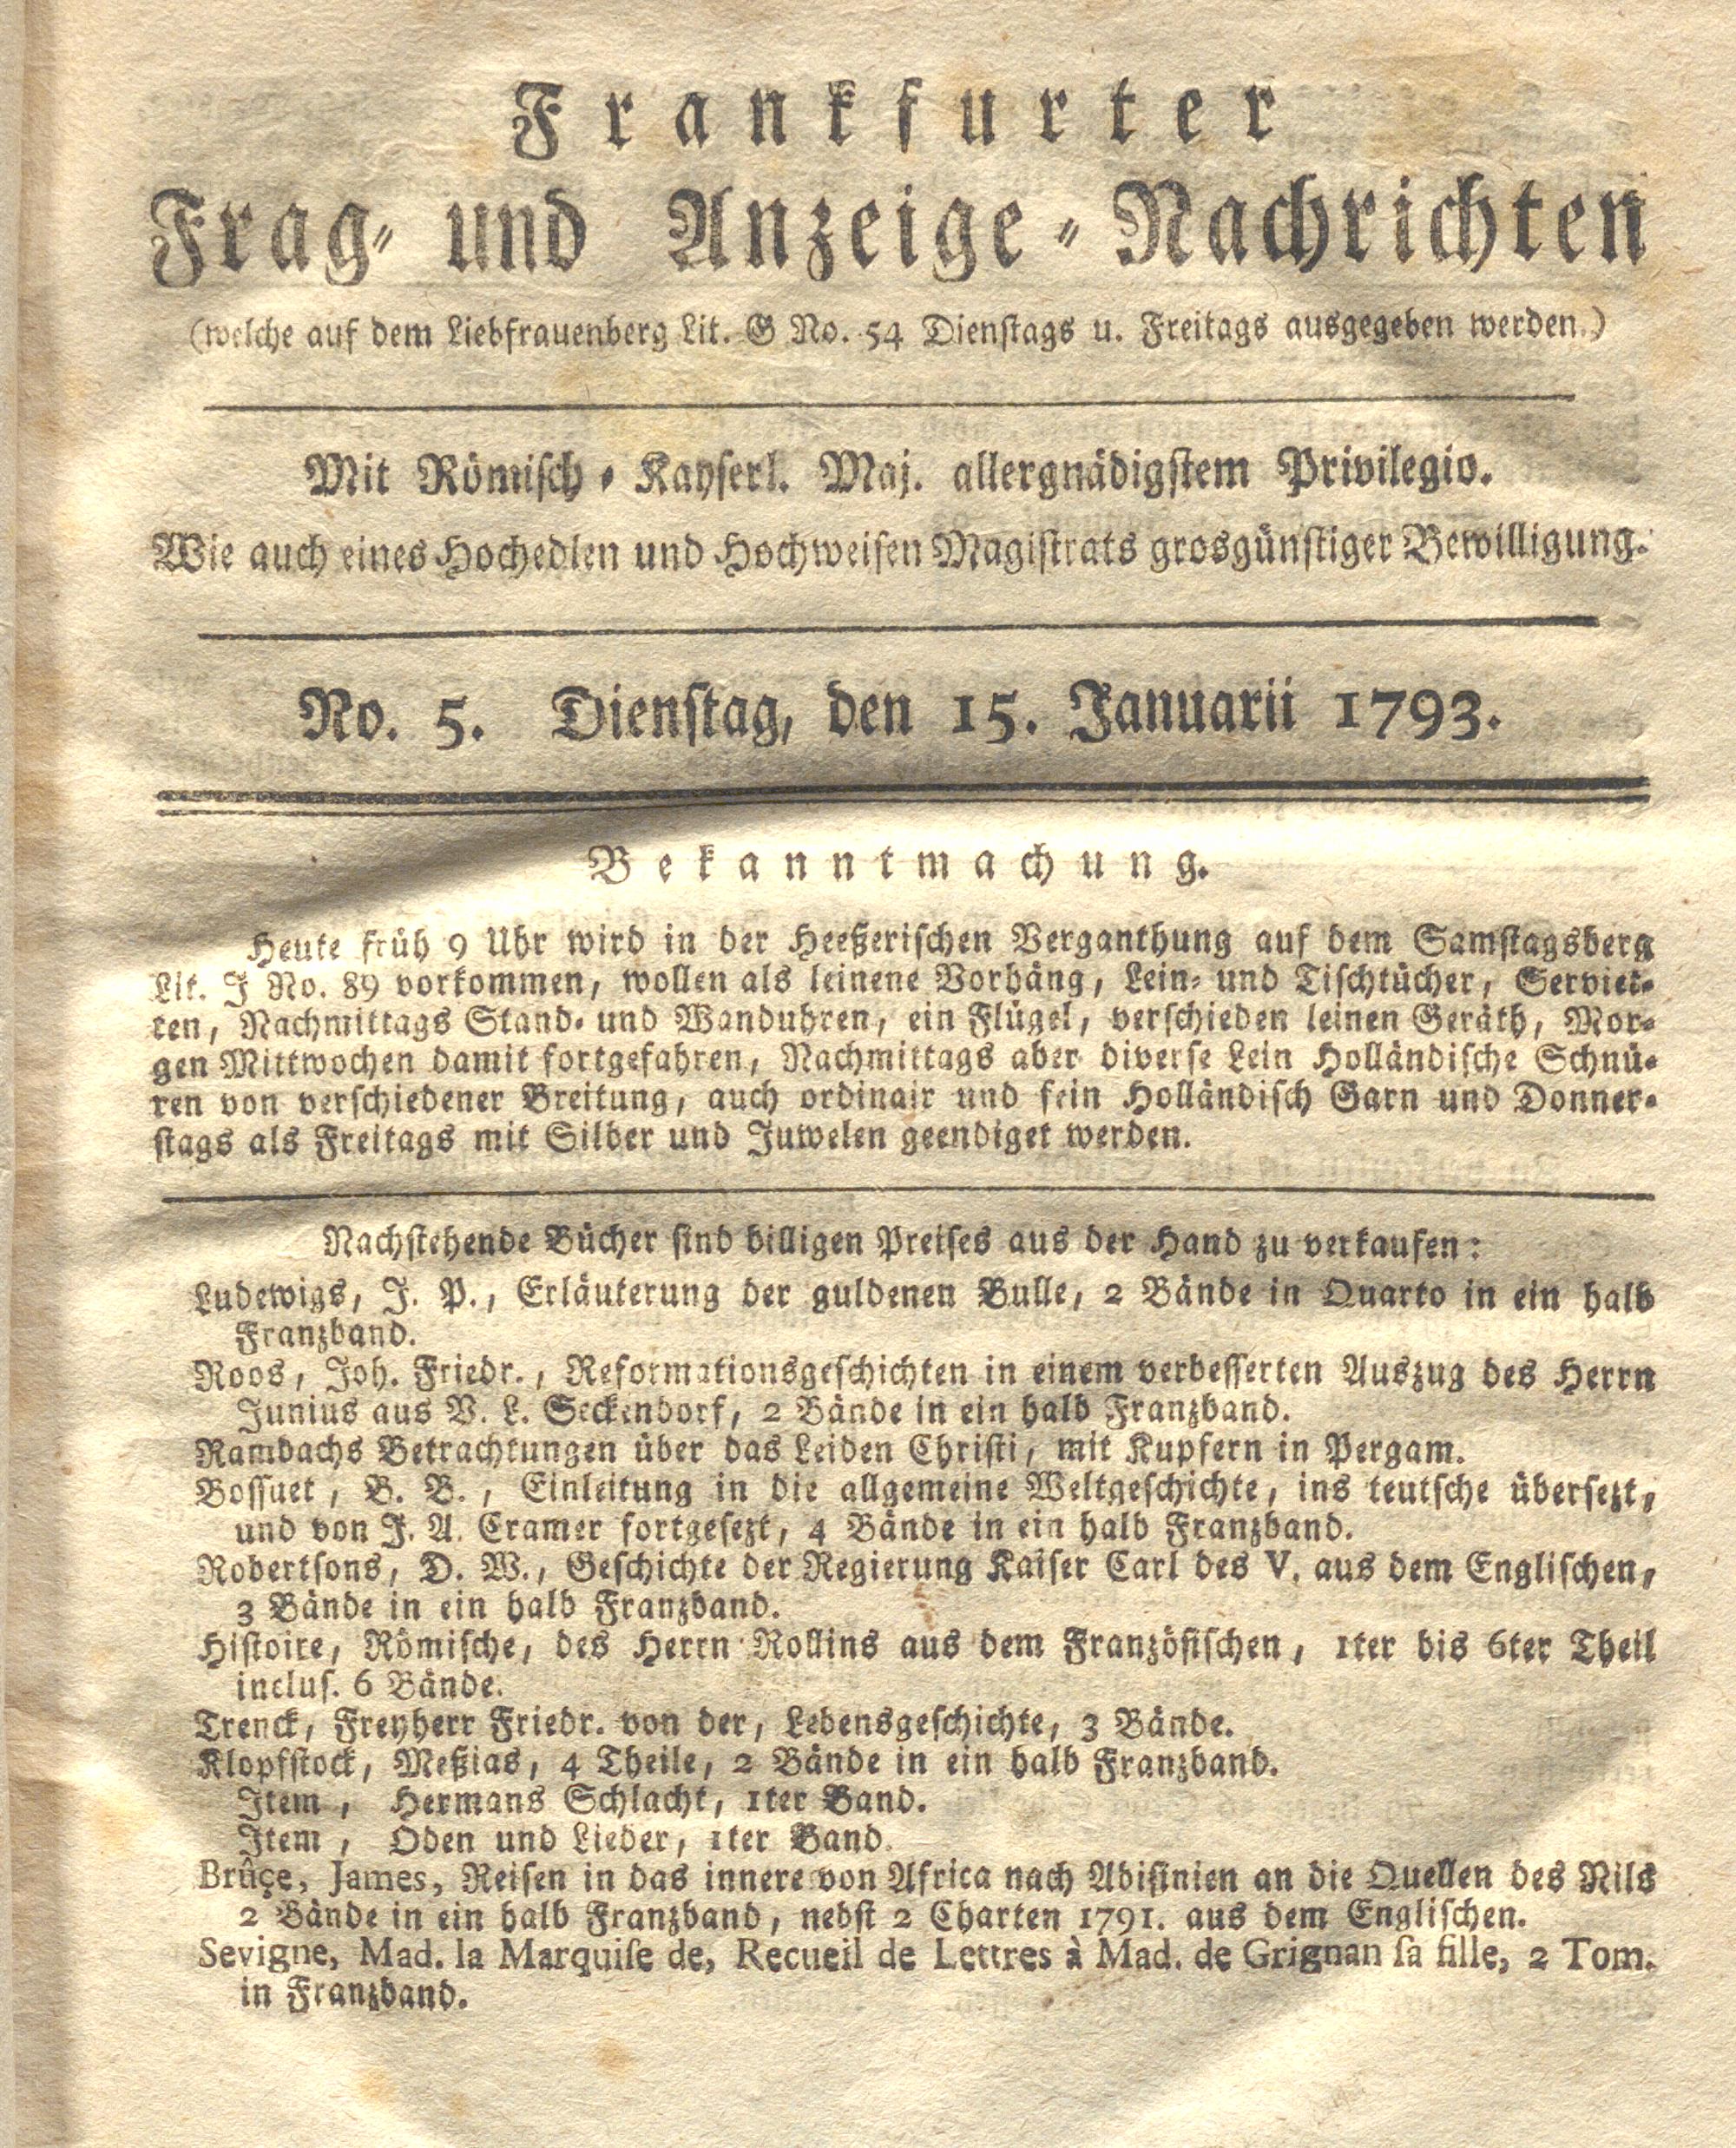 Frankfurter
Frag- und Anzeige-Nachrichten
(welche auf dem Liebfrauenberg Lit. G No. 54 Dienstags u. Freitags ausgegeben werden.)
Mit Römisch-Kayserl. Maj. allergnädigstem Privilegio.
Wie auch eines Hochedlen und Hochweisen Magistrats grosgünstiger Bewilligung.
No. 5. Dienstag, den 15. Januarii 1793.
Bekanntmachung.
Heute früh 9 Uhr wird in der Heeßerischen Verganthung auf dem Samstagsberg
Lit. J No. 89 vorkommen, wollen als leinene Vorhäng, Lein- und Tischtücher, Serviet-
ten, Nachmittags Stand- und Wanduhren, ein Flügel, verschieden leinen Geräth, Mor-
gen Mittwochen damit fortgefahren, Nachmittags aber diverse Lein Holländische Schnü-
ren von verschiedener Breitung, auch ordinair und fein Holländisch Garn und Donner-
stags als Freitags mit Silber und Juwelen geendiget werden.
Nachstehende Bücher sind billigen Preises aus der Hand zu verkaufen:
Ludewigs, J. P., Erläuterung der guldenen Bulle, 2 Bände in Quarto in ein halb
Franzband.
Roos, Joh. Friedr., Reformationsgeschichten in einem verbesserten Auszug des Herrn
Junius aus V. L. Seckendorf, 2 Bände in ein halb Franzband.
Rambachs Betrachtungen über das Leiden Christi, mit Kupfern in Pergam.
Bossuet, B. B., Einleitung in die allgemeine Weltgeschichte, ins teutsche übersezt,
und von J. A. Cramer fortgesezt, 4 Bände in ein halb Franzband.
Robertsons, D. W., Geschichte der Regierung Kaiser Carl des V. aus dem Englischen,
3 Bände in ein halb Franzband.
Histoire, Römische, des Herrn Rollins aus dem Französischen, 1ter bis 6ter Theil
inclus. 6 Bände.
Trenck, Freyherr Friedr. von der, Lebensgeschichte, 3 Bände.
Klopfstock, Meßias, 4 Theile, 2 Bände in ein halb Franzband.
Item, Hermans Schlacht, 1ter Band.
Item, Oden und Lieder, 1ter Band.
Brûçe, James, Reisen in das innere von Africa nach Abisinien an die Quellen des Nils
2 Bände in ein halb Franzband, nebst 2 Charten 1791. aus dem Englischen.
Sevigne, Mad. la Marquise de, Recueil de Lettres à Mad. de Grignan sa fille, 2 Tom.
in Franzband.